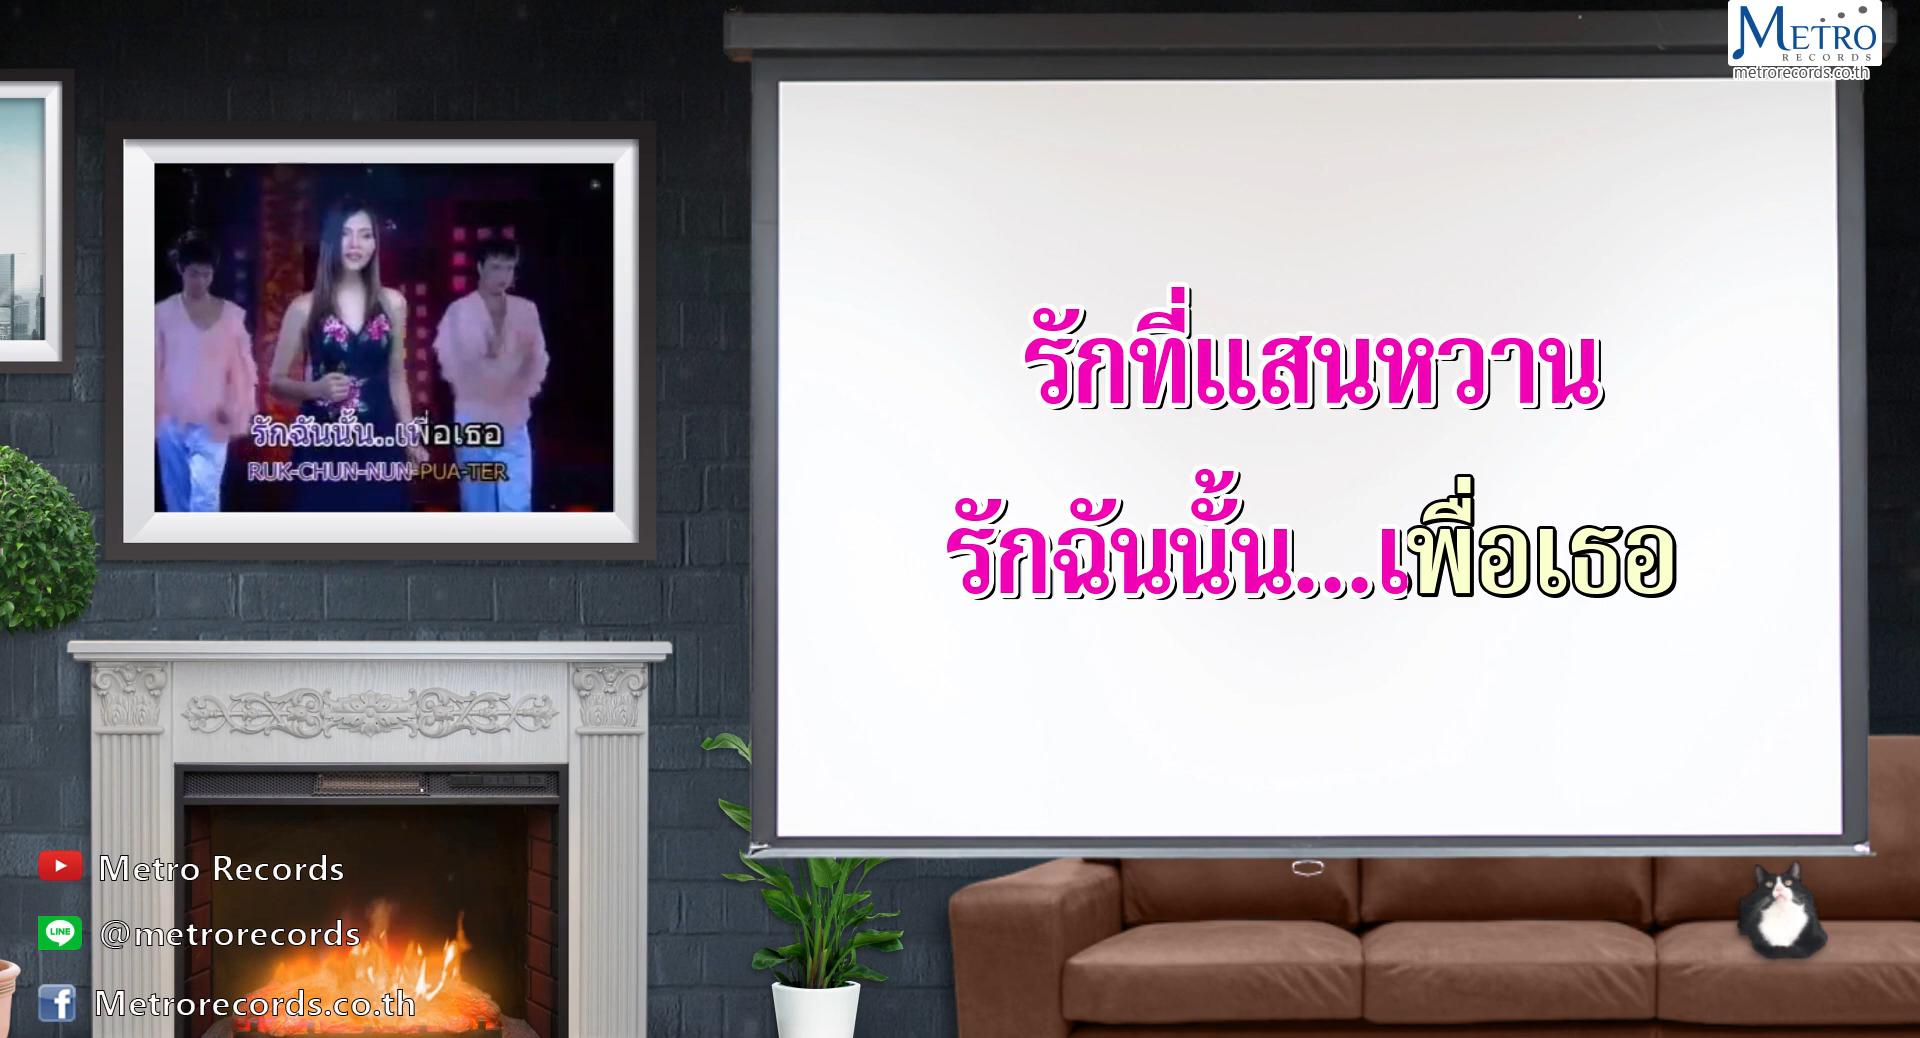 METRO
RECORDS
metrorecords.co.th
รักฉันนั้น..เพื่อเธอ
RUK-CHUN-NUN-PUA-TER
รักที่แสนหวาน
รักฉันนั้น...เพื่อเธอ
Metro Records
LINE
@metrorecords
f
Metrorecords.co.th